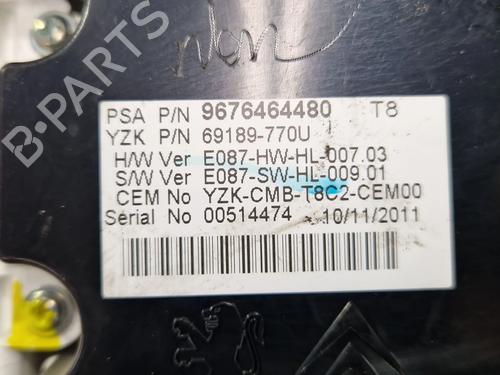 PSA P/N 9676464480 T8
YZK P/N 69189-770U
H/W Ver E087-HW-HL-007.03
S/W Ver E087-SW-HL-009.01
CEM No YZK-CMB-T8C2-CEM00
Serial No 00514474 10/11/2011